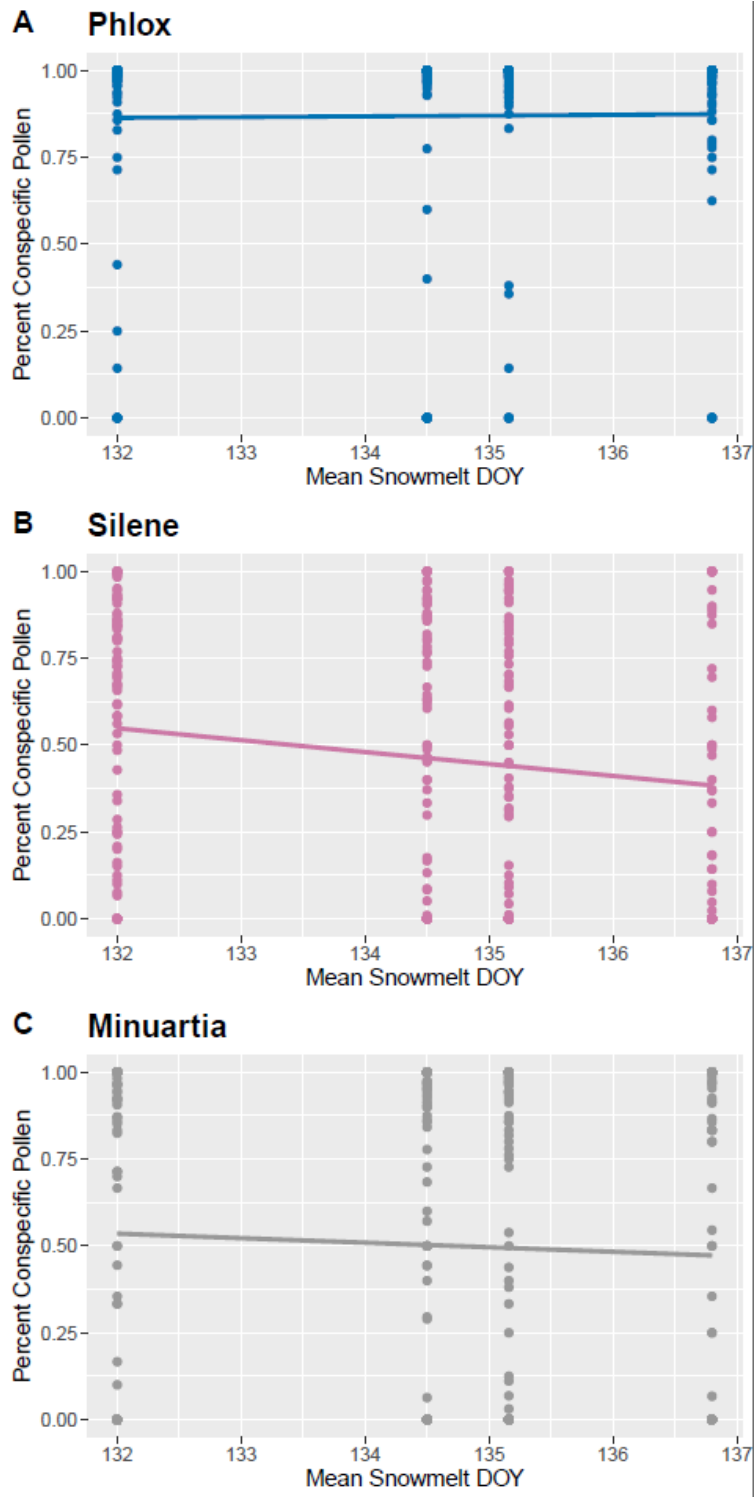 A Phlox
Percent Conspecific Pollen
1.00
0.75
0.50
0.25
0.00
132 133 134 135 136 137
Mean Snowmelt DOY
B Silene
Percent Conspecific Pollen
1.00
0.75
0.50
0.25
0.00
132 133 134 135 136 137
Mean Snowmelt DOY
C Minuartia
Percent Conspecific Pollen
1.00
0.75
0.50
0.25
0.00
132 133 134 135 136 137
Mean Snowmelt DOY